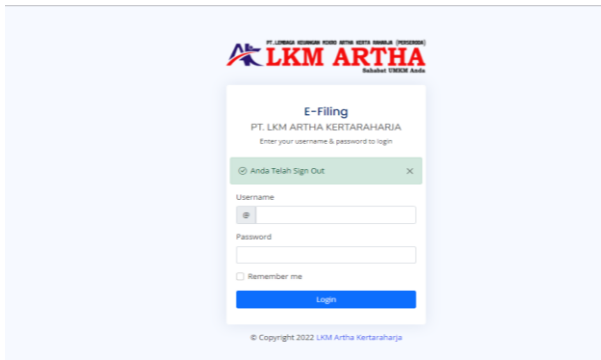 PT. LEMBAGA KEUANGAN MIKRO ARTHA KERTA RAHARJA (PERSERODA)
LKM ARTHA
Sahabat UMKM Anda
E-Filing
PT. LKM ARTHA KERTARAHARJA
Enter your username & password to login
Anda Telah Sign Out
Username
@
Password
Remember me
Login
© Copyright 2022 LKM Artha Kertaraharja